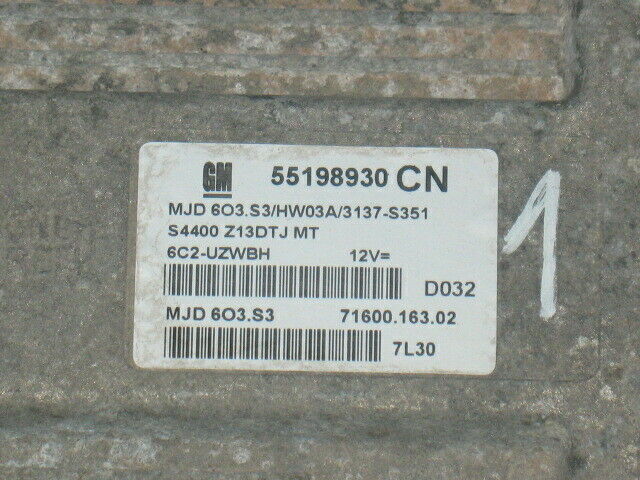 GM 55198930 CN
MJD 6O3.S3/HW03A/3137-S351
S4400 Z13DTJ MT
6C2-UZWBH 12V=
D032
MJD 6O3.S3 71600.163.02
7L30
1